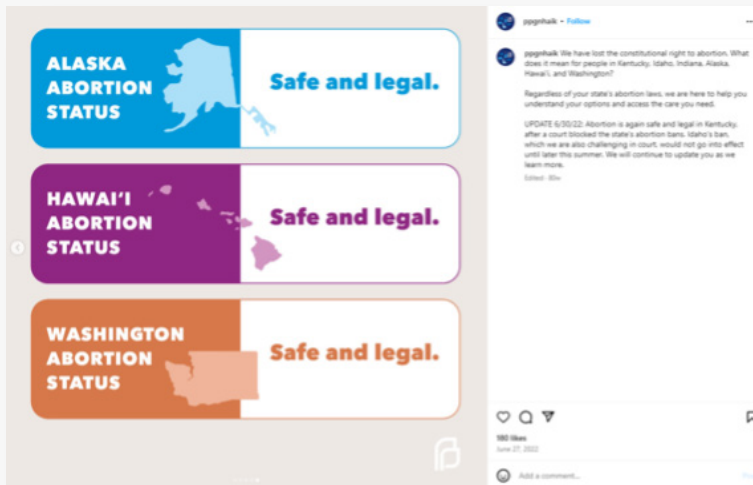 ALASKA
ABORTION
STATUS
Safe and legal.
HAWAI'I
ABORTION
STATUS
Safe and legal.
WASHINGTON
ABORTION
STATUS
Safe and legal.
ppgnhaik • Follow
ppgnhaik We have lost the constitutional right to abortion. What
does it mean for people in Kentucky, Idaho, Indiana, Alaska,
Hawai'i, and Washington?
Regardless of your state's abortion laws, we are here to help you
understand your options and access the care you need.
UPDATE 6/30/22: Abortion is again safe and legal in Kentucky,
after a court blocked the state's abortion bans. Idaho's ban,
which we are also challenging in court, would not go into effect
until later this summer. We will continue to update you as we
learn more.
Edited ·
180 likes
June 27, 2022
Add a comment...